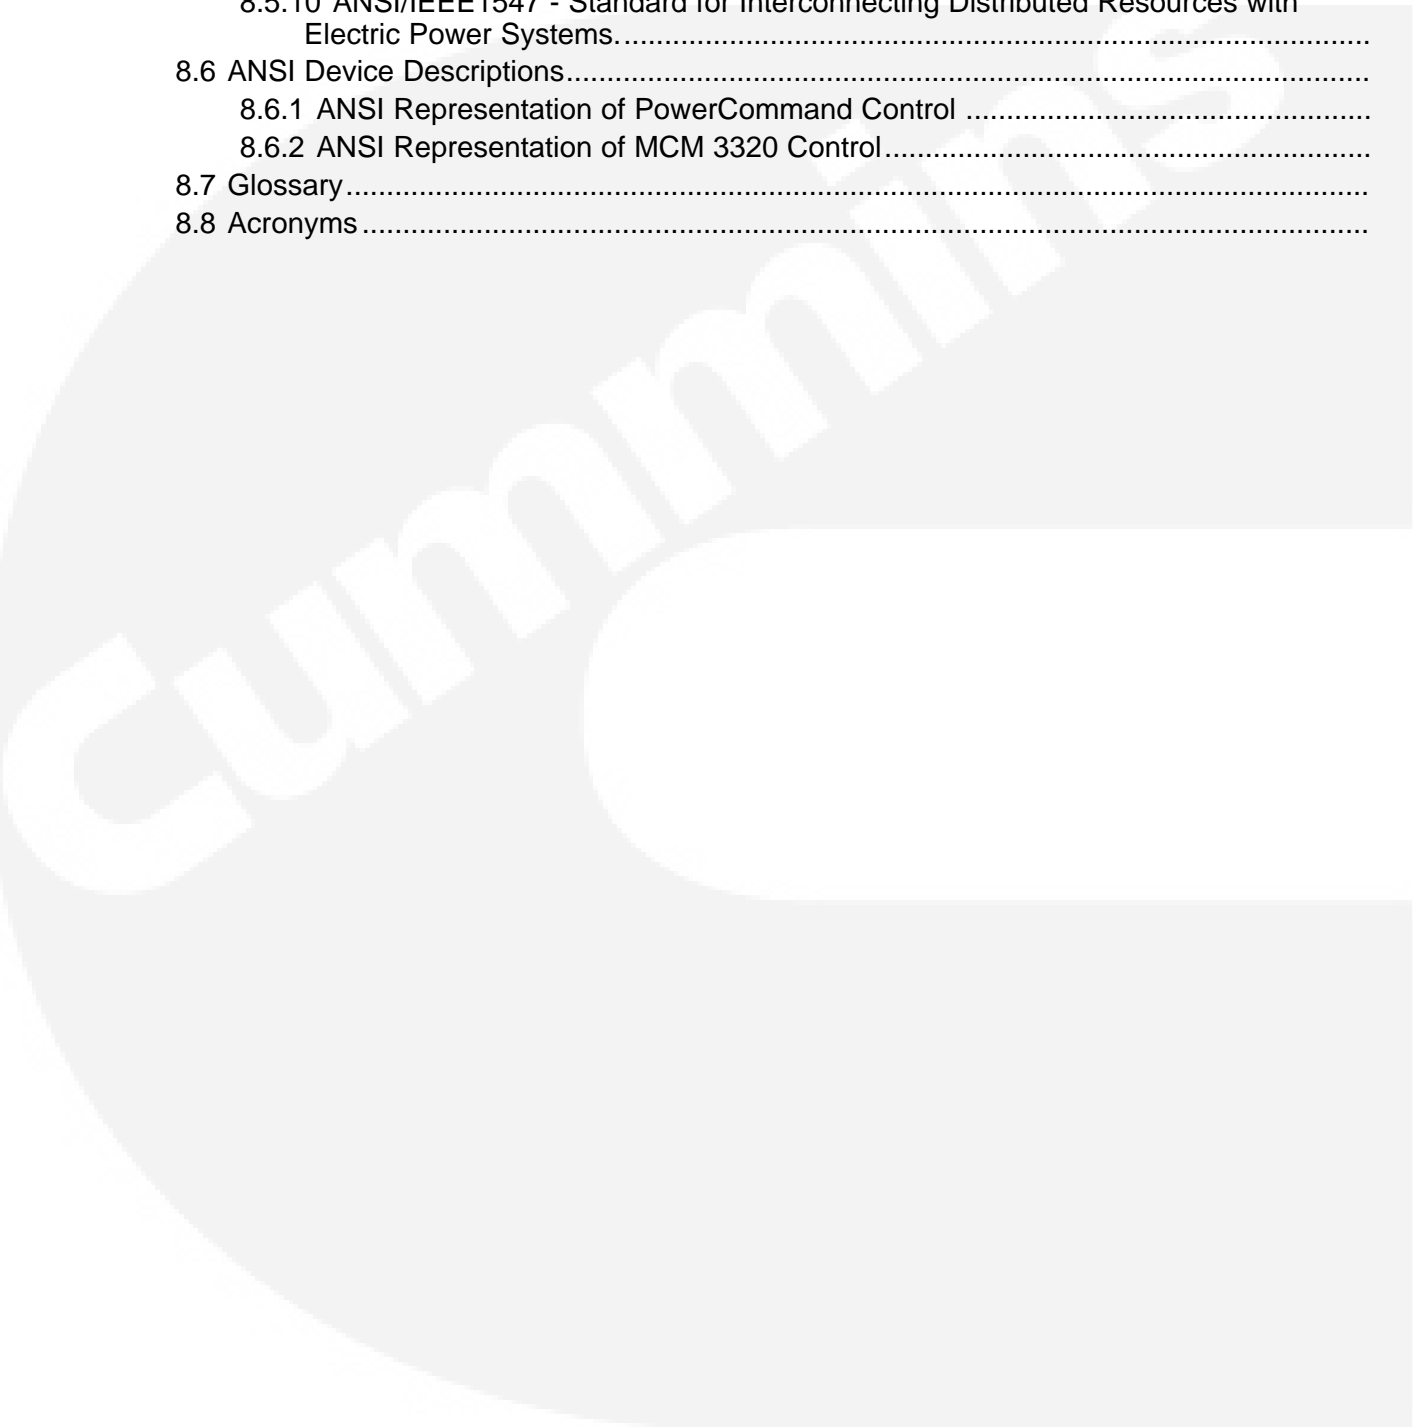 8.5.10 ANSI/IEEE1547 - Standard for Interconnecting Distributed Resources with
Electric Power Systems..............................................................................................
8.6 ANSI Device Descriptions....................................................................................................
8.6.1 ANSI Representation of PowerCommand Control ..................................................
8.6.2 ANSI Representation of MCM 3320 Control............................................................
8.7 Glossary...............................................................................................................................
8.8 Acronyms.............................................................................................................................
Cummins